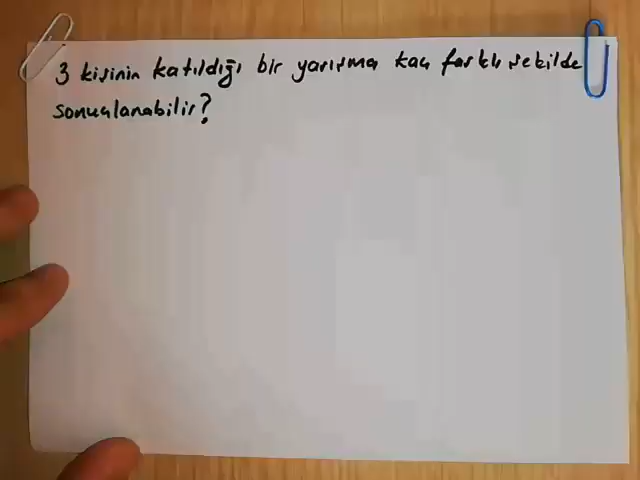 3 kişinin katıldığı bir yarışma kaç farklı şekilde
sonuçlanabilir?